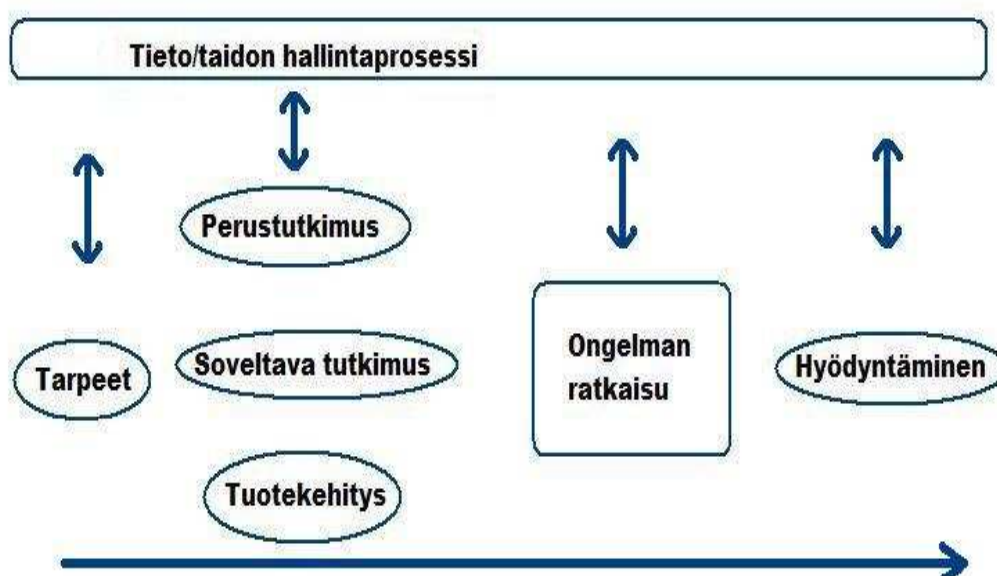 Tieto/taidon hallintaprosessi
Perustutkimus
Tarpeet
Soveltava tutkimus
Tuotekehitys
Ongelman
ratkaisu
Hyödyntäminen